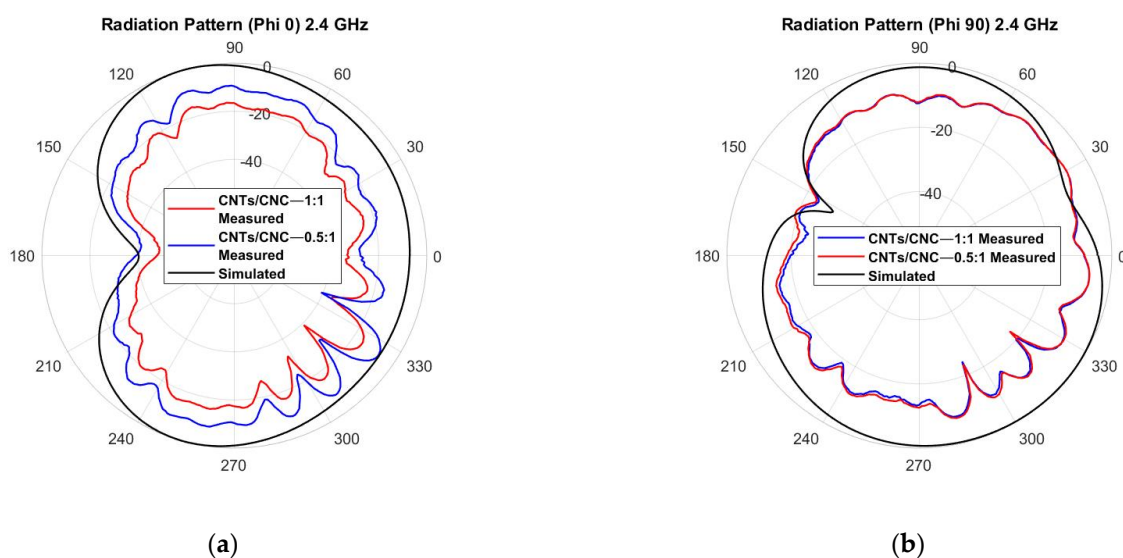 Radiation Pattern (Phi 0) 2.4 GHz
90
120
60
0
-20
-40
150
30
180
0
210
330
240
300
270
CNTs/CNC—1:1
Measured
CNTs/CNC—0.5:1
Measured
Simulated
(a)
Radiation Pattern (Phi 90) 2.4 GHz
90
120
60
0
-20
-40
150
30
180
0
210
330
240
300
270
CNTs/CNC—1:1 Measured
CNTs/CNC—0.5:1 Measured
Simulated
(b)